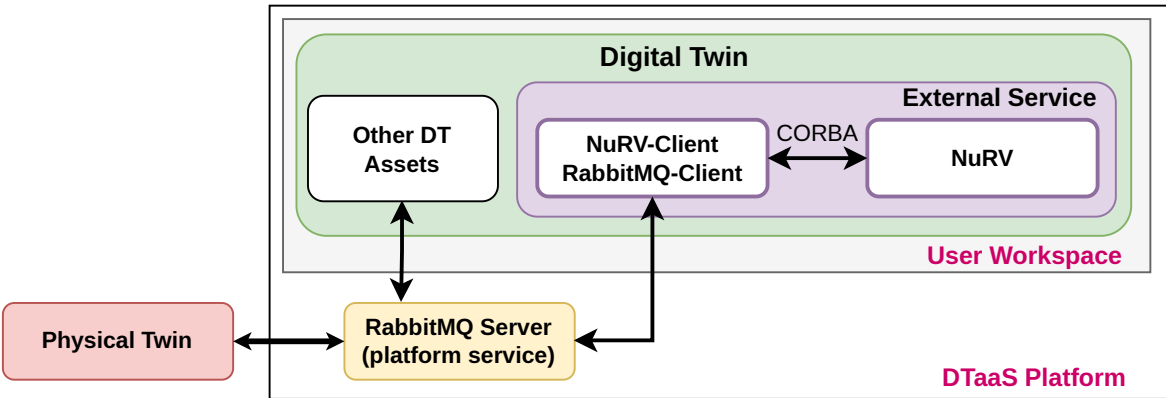 Digital Twin
External Service
Other DT
Assets
NuRV-Client
RabbitMQ-Client
CORBA
NuRV
User Workspace
Physical Twin
RabbitMQ Server
(platform service)
DTaaS Platform